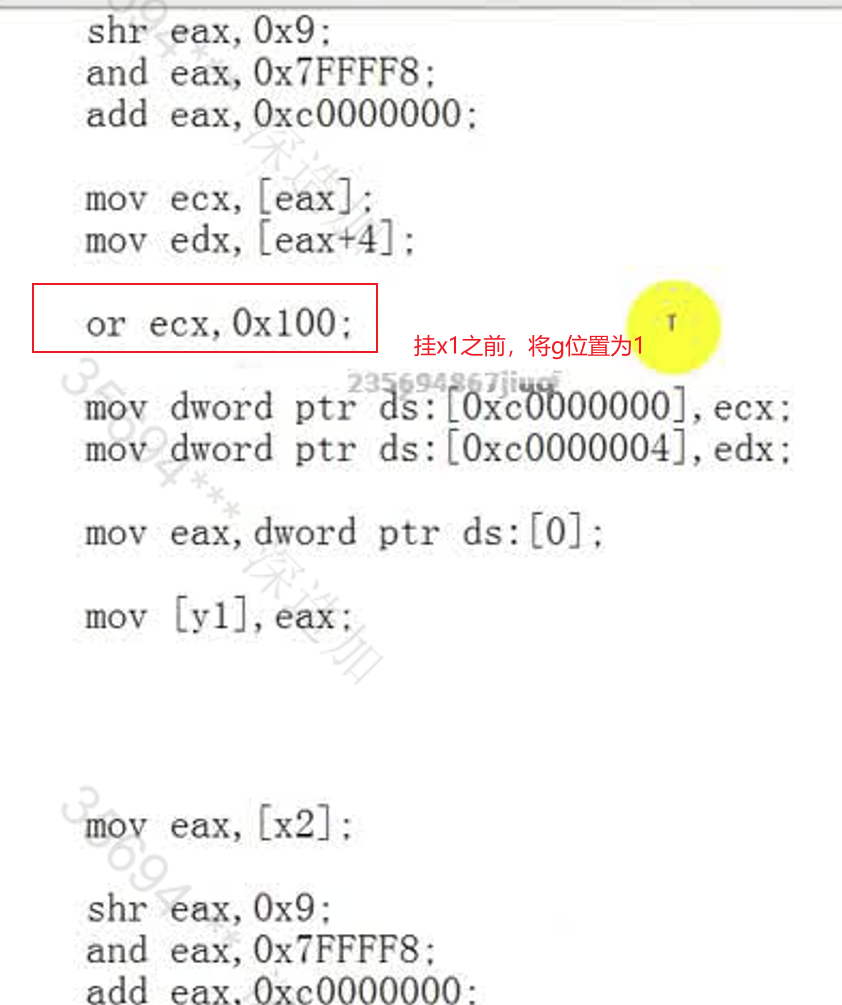 shr eax,0x9;
and eax,0x7FFFF8;
add eax,0xc0000000;
mov ecx,[eax];
mov edx,[eax+4];
or ecx,0x100;
挂x1之前，将g位置为1
mov dword ptr ds:[0xc0000000],ecx;
mov dword ptr ds:[0xc0000004],edx;
mov eax,dword ptr ds:[0];
mov [y1],eax;
mov eax,[x2];
shr eax,0x9;
and eax,0x7FFFF8;
add eax,0xc0000000;
35694***
深造加
35694